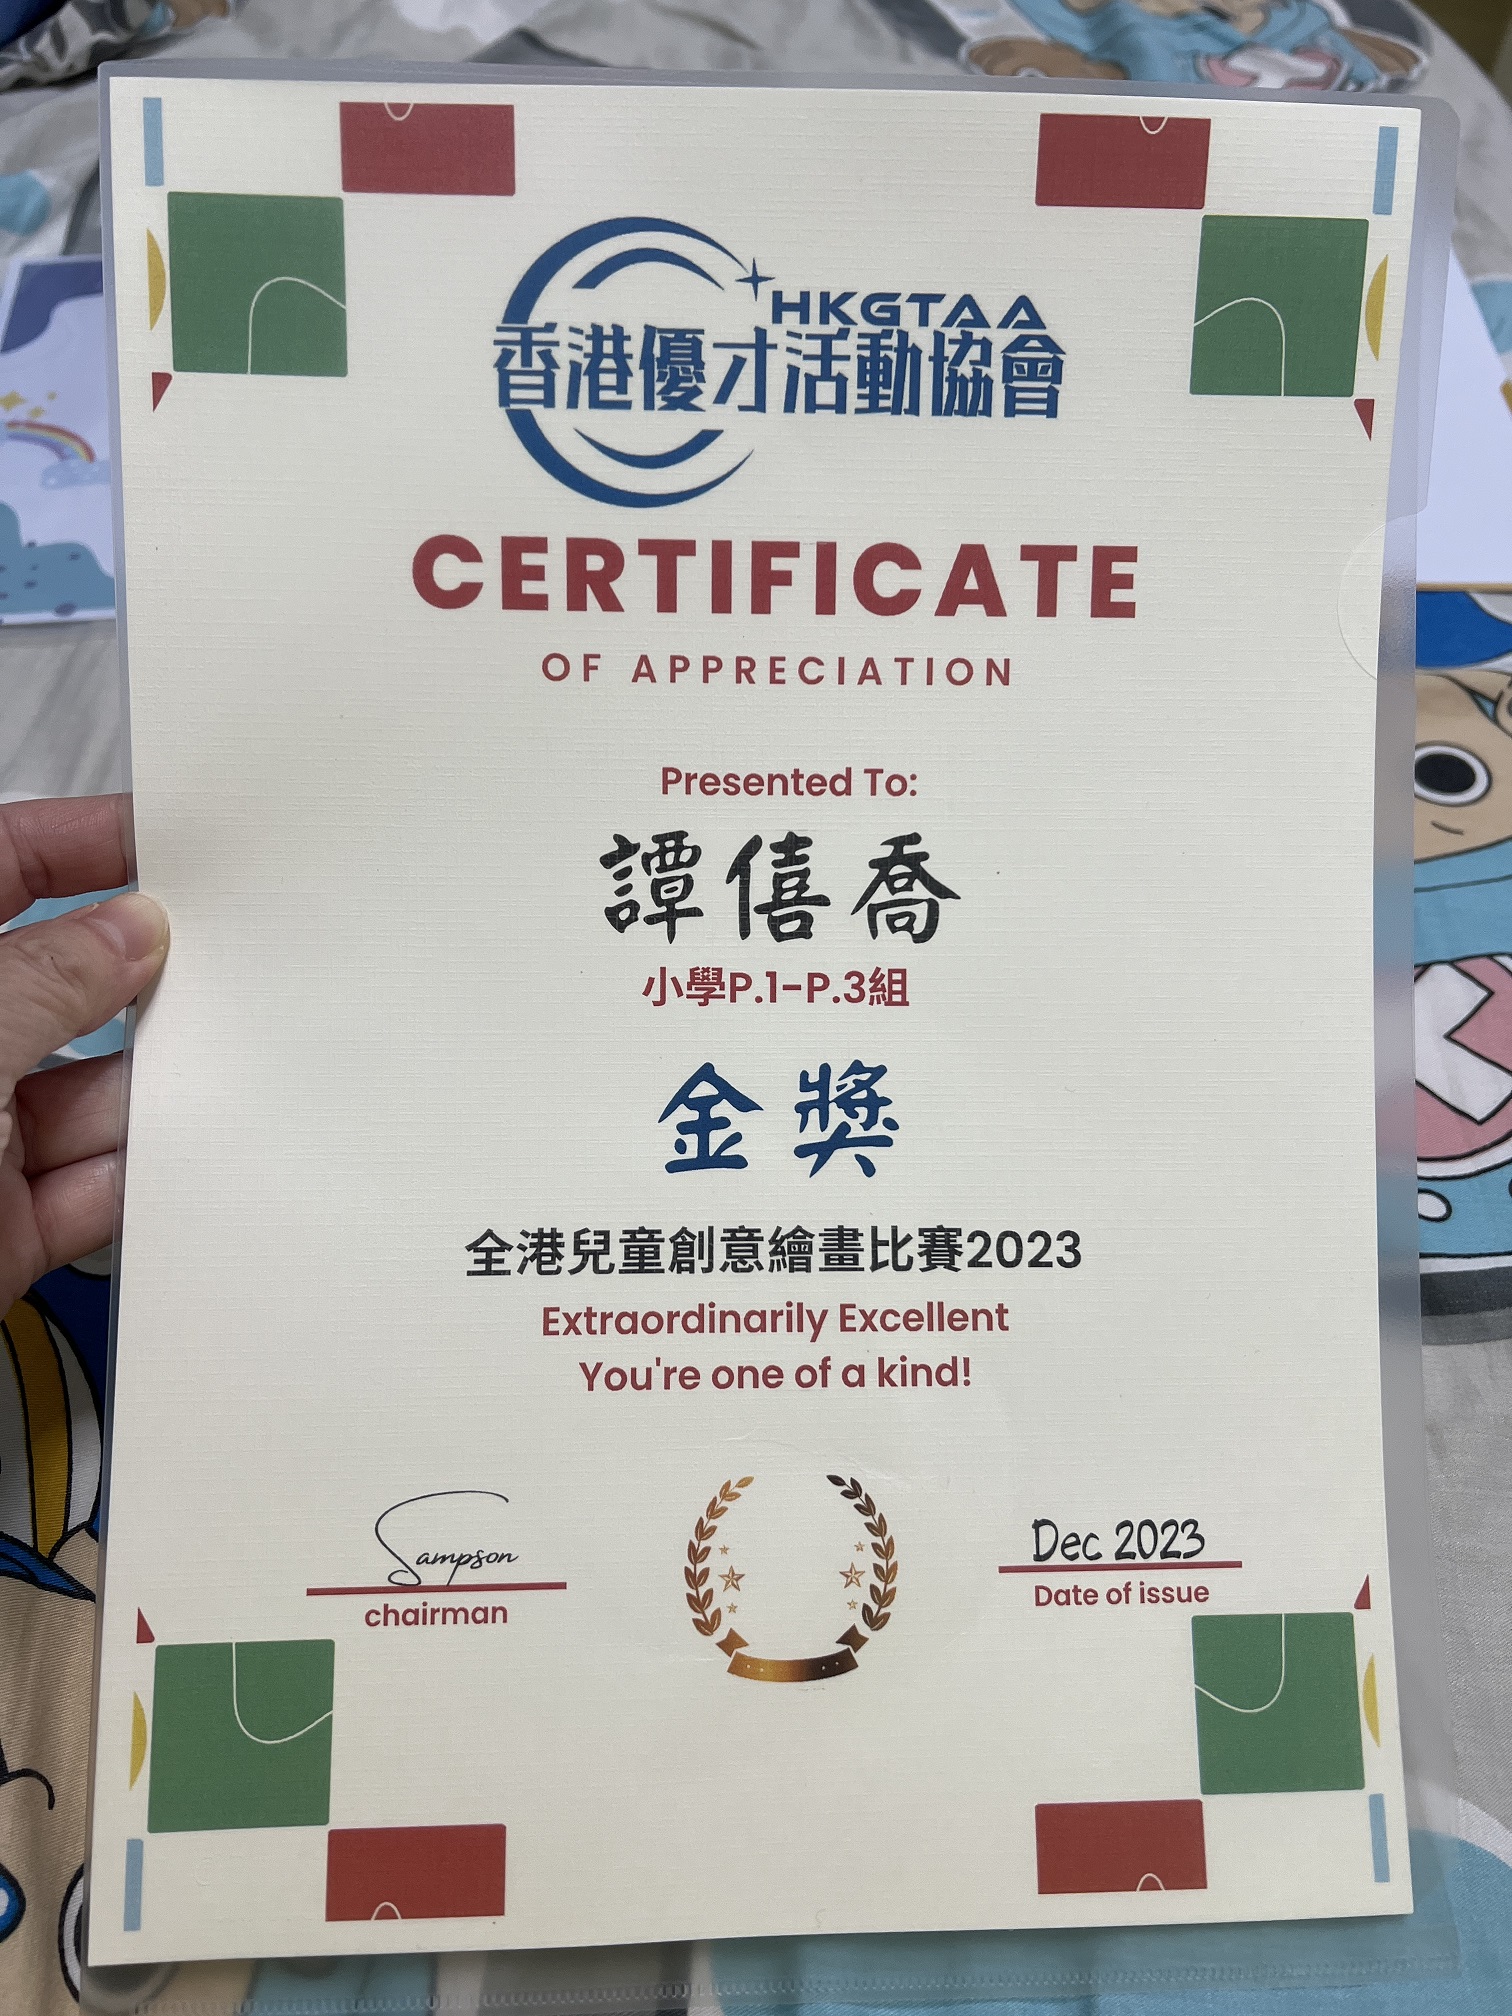 HKGTAA
香港優才活動協會
CERTIFICATE
OF APPRECIATION
Presented To:
譚僖喬
小學P.1-P.3組
金獎
全港兒童創意繪畫比賽2023
Extraordinarily Excellent
You're one of a kind!
Sampson
chairman
Dec 2023
Date of issue